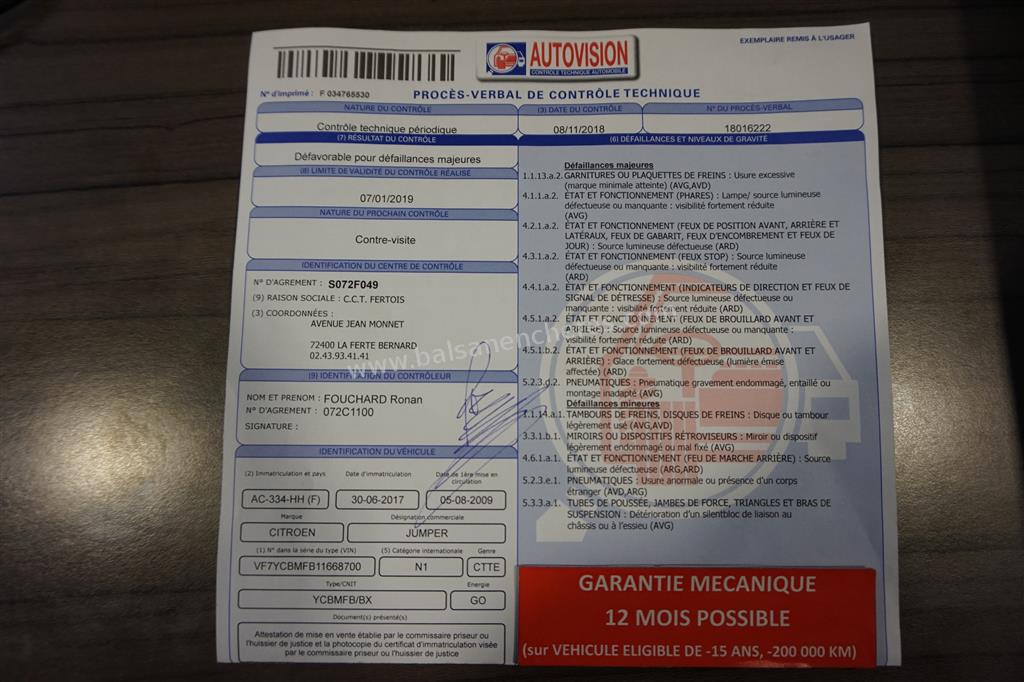 AUTOVISION
CONTROLE TECHNIQUE AUTOMOBILE
EXEMPLAIRE REMIS À L'USAGER
N° d'imprimé : F 034765530
PROCÈS-VERBAL DE CONTRÔLE TECHNIQUE
NATURE DU CONTRÔLE
Contrôle technique périodique
(3) DATE DU CONTRÔLE
08/11/2018
N° DU PROCÈS-VERBAL
18016222
(7) RÉSULTAT DU CONTRÔLE
Défavorable pour défaillances majeures
(8) LIMITE DE VALIDITÉ DU CONTRÔLE RÉALISÉ
07/01/2019
NATURE DU PROCHAIN CONTRÔLE
Contre-visite
IDENTIFICATION DU CENTRE DE CONTRÔLE
N° D'AGREMENT : S072F049
(9) RAISON SOCIALE : C.C.T. FERTOIS
(3) COORDONNÉES :
AVENUE JEAN MONNET
72400 LA FERTE BERNARD
02.43.93.41.41
(9) IDENTIFICATION DU CONTRÔLEUR
NOM ET PRENOM : FOUCHARD Ronan
N° D'AGREMENT : 072C1100
SIGNATURE :
IDENTIFICATION DU VÉHICULE
(2) Immatriculation et pays
Date d'immatriculation
Date de 1ère mise en
circulation
AC-334-HH (F)
30-06-2017
05-08-2009
Marque
Désignation commerciale
CITROEN
JUMPER
(1) N° dans la série du type (VIN)
(5) Catégorie internationale
Genre
VF7YCBMFB11668700
N1
CTTE
Type/CNIT
Energie
YCBMFB/BX
GO
Document(s) présenté(s)
Attestation de mise en vente établie par le commissaire priseur ou
l'huissier de justice et la photocopie du certificat d'immatriculation visée
par le commissaire priseur ou l'huissier de justice
(6) DÉFAILLANCES ET NIVEAUX DE GRAVITÉ
Défaillances majeures
1.1.13.a.2. GARNITURES OU PLAQUETTES DE FREINS : Usure excessive
(marque minimale atteinte) (AVG,AVD)
4.1.1.a.2. ÉTAT ET FONCTIONNEMENT (PHARES) : Lampe/ source lumineuse
défectueuse ou manquante : visibilité fortement réduite
(AVG)
4.2.1.a.2. ÉTAT ET FONCTIONNEMENT (FEUX DE POSITION AVANT, ARRIÈRE ET
LATÉRAUX, FEUX DE GABARIT, FEUX D'ENCOMBREMENT ET FEUX DE
JOUR) : Source lumineuse défectueuse (ARD)
4.3.1.a.2. ÉTAT ET FONCTIONNEMENT (FEUX STOP) : Source lumineuse
défectueuse ou manquante : visibilité fortement réduite
(ARD)
4.4.1.a.2. ÉTAT ET FONCTIONNEMENT (INDICATEURS DE DIRECTION ET FEUX DE
SIGNAL DE DÉTRESSE) : Source lumineuse défectueuse ou
manquante : visibilité fortement réduite (ARD)
4.5.1.a.2. ÉTAT ET FONCTIONNEMENT (FEUX DE BROUILLARD AVANT ET
ARRIÈRE) : Source lumineuse défectueuse ou manquante :
visibilité fortement réduite (ARD)
4.5.1.b.2. ÉTAT ET FONCTIONNEMENT (FEUX DE BROUILLARD AVANT ET
ARRIÈRE) : Glace fortement défectueuse (lumière émise
affectée) (ARD)
5.2.3.d.2. PNEUMATIQUES : Pneumatique gravement endommagé, entaillé ou
montage inadapté (AVG)
Défaillances mineures
1.1.14.a.1. TAMBOURS DE FREINS, DISQUES DE FREINS : Disque ou tambour
légèrement usé (AVG,AVD)
3.3.1.b.1. MIROIRS OU DISPOSITIFS RÉTROVISEURS : Miroir ou dispositif
légèrement endommagé ou mal fixé (AVG)
4.6.1.a.1. ÉTAT ET FONCTIONNEMENT (FEU DE MARCHE ARRIÈRE) : Source
lumineuse défectueuse (ARG,ARD)
5.2.3.e.1. PNEUMATIQUES : Usure anormale ou présence d'un corps
étranger (AVD,ARG)
5.3.3.a.1. TUBES DE POUSSÉE, JAMBES DE FORCE, TRIANGLES ET BRAS DE
SUSPENSION : Détérioration d'un silentbloc de liaison au
châssis ou à l'essieu (AVG)
GARANTIE MECANIQUE
12 MOIS POSSIBLE
(sur VEHICULE ELIGIBLE DE -15 ANS, -200 000 KM)